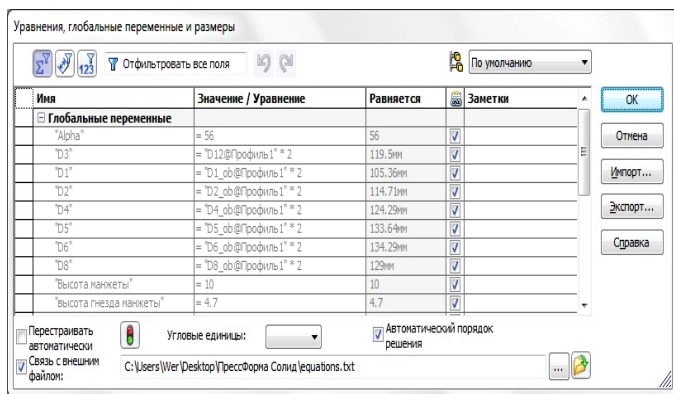 Уравнения, глобальные переменные и размеры
Отфильтровать все поля По умолчанию
Имя Значение / Уравнение Равняется Заметки
Глобальные переменные
"Alpha" = 56 56
"D3" = "D12@Профиль1" * 2 119.5мм
"D1" = "D1_ob@Профиль1" * 2 105.36мм
"D2" = "D2_ob@Профиль1" * 2 114.71мм
"D4" = "D4_ob@Профиль1" * 2 124.29мм
"D5" = "D5_ob@Профиль1" * 2 133.64мм
"D6" = "D6_ob@Профиль1" * 2 134.29мм
"D8" = "D8_ob@Профиль1" * 2 129мм
"Высота манжеты" = 10 10
"высота гнезда манжеты" = 4.7 4.7
OK
Отмена
Импорт...
Экспорт...
Справка
Перестраивать автоматически
Угловые единицы:
Автоматический порядок решения
Связь с внешним файлом:
C:\Users\Wer\Desktop\ПрессФорма Солид\equations.txt
...